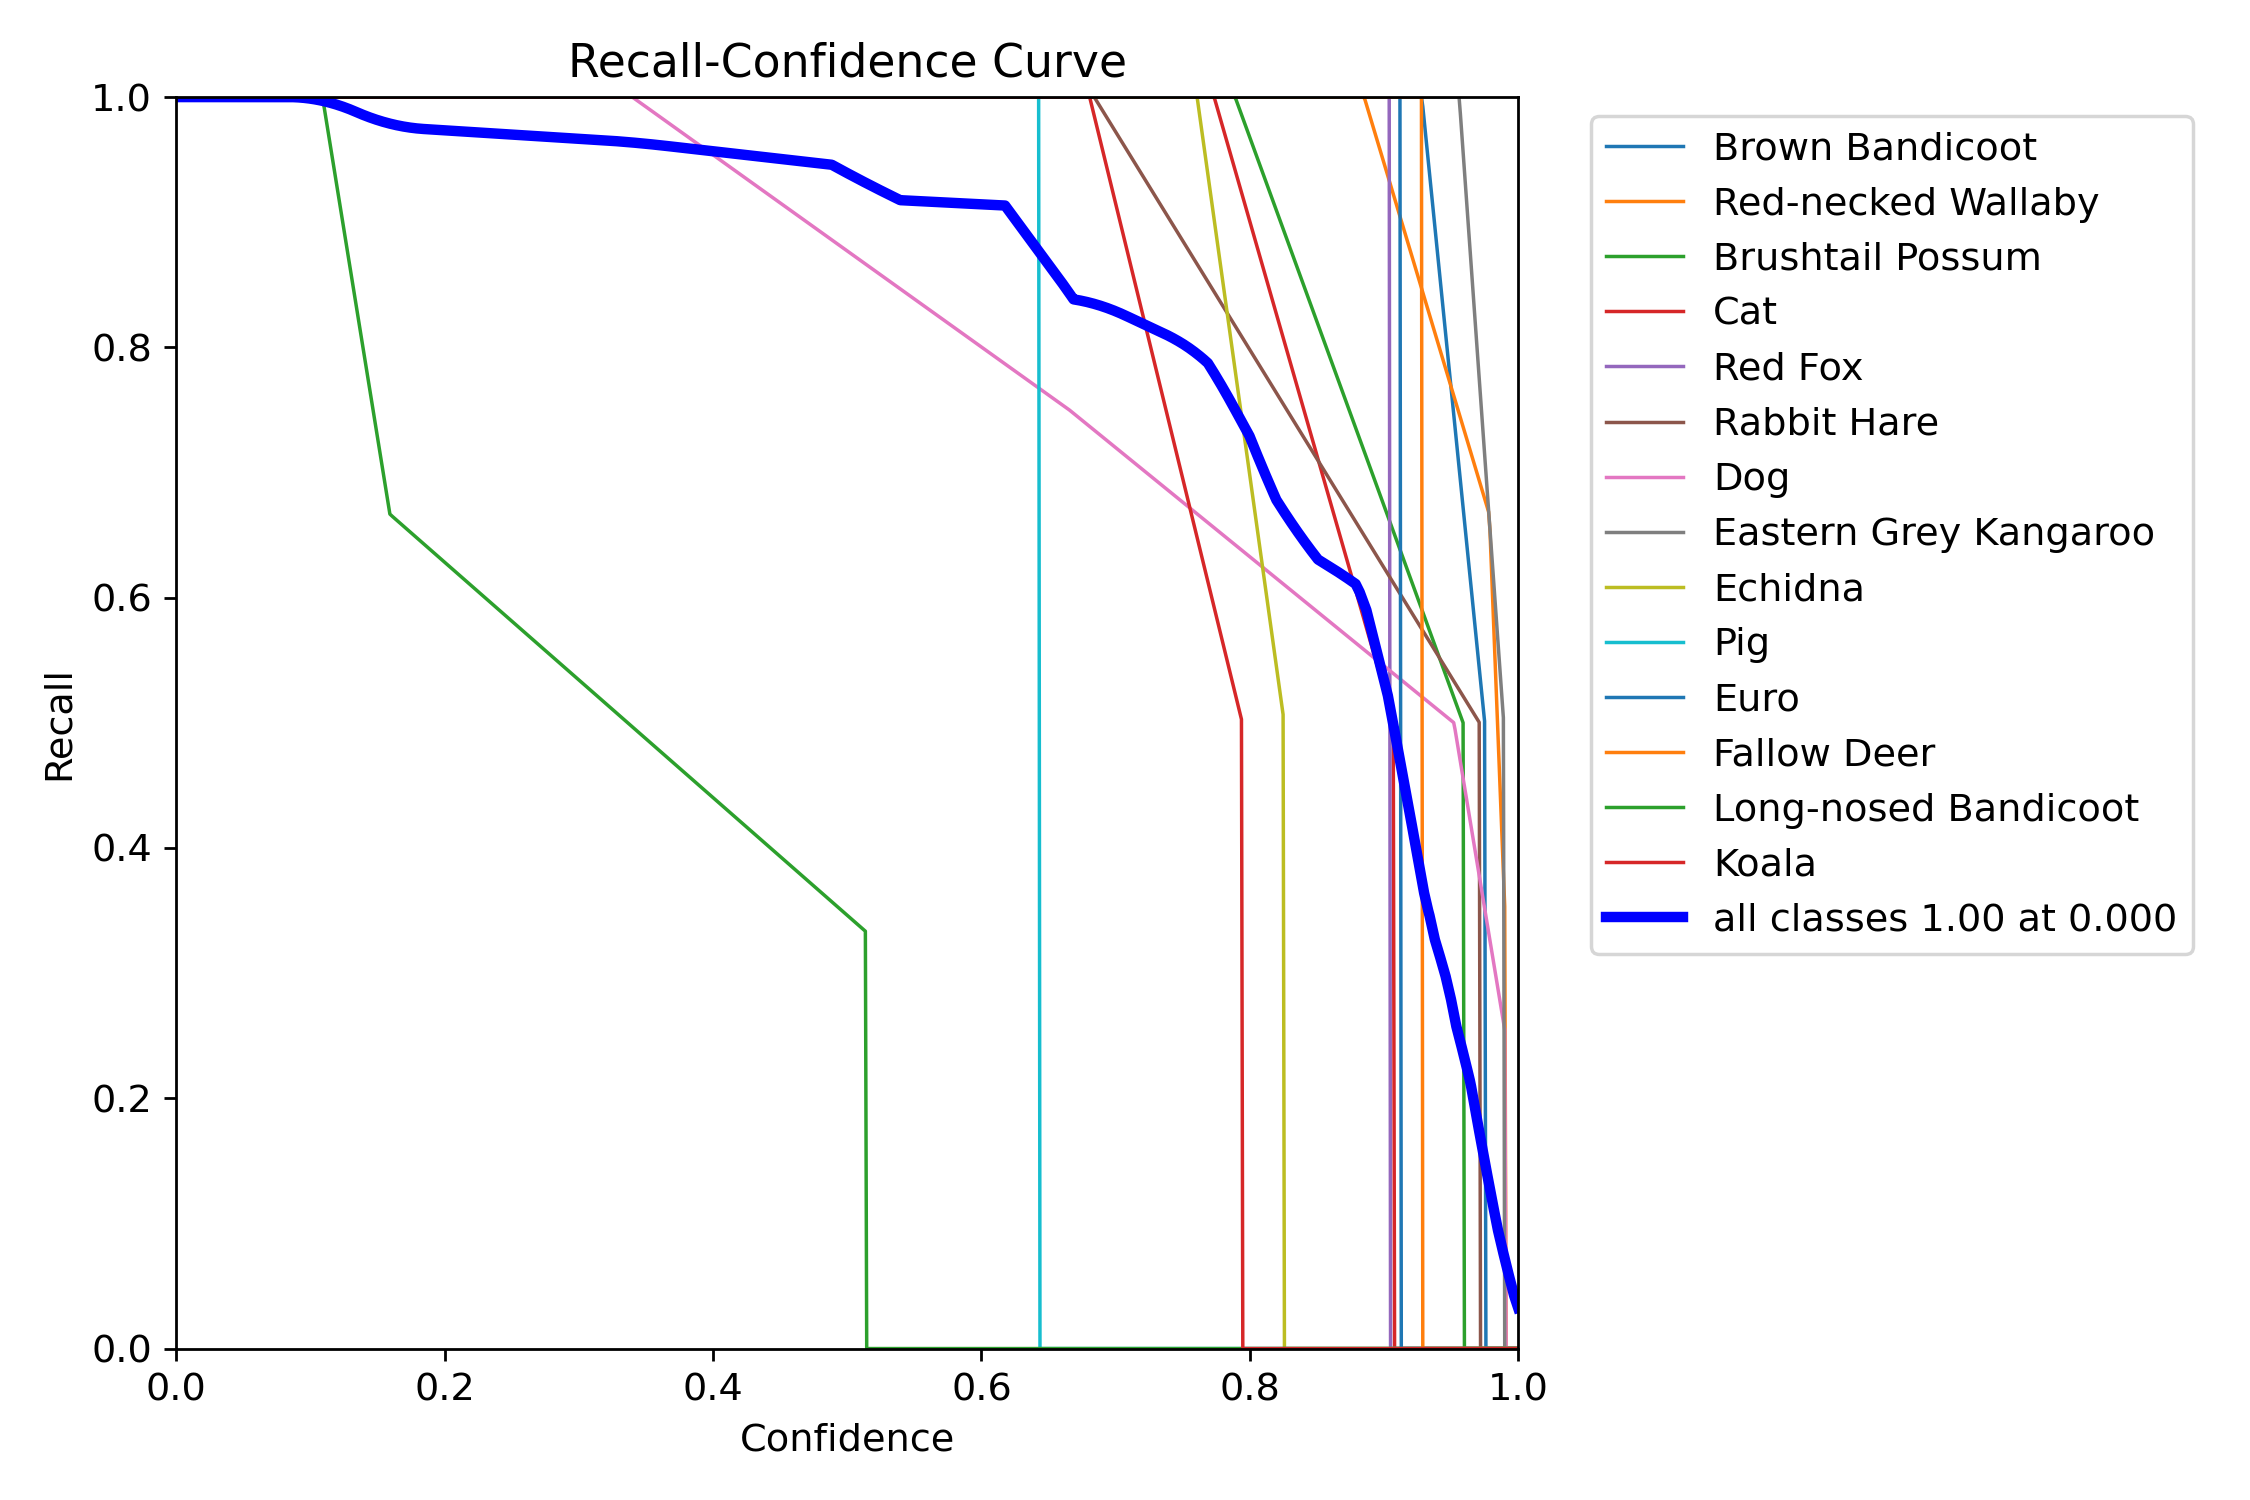 Recall-Confidence Curve
1.0
0.8
0.6
0.4
0.2
0.0
Recall
0.0 0.2 0.4 0.6 0.8 1.0
Confidence
Brown Bandicoot
Red-necked Wallaby
Brushtail Possum
Cat
Red Fox
Rabbit Hare
Dog
Eastern Grey Kangaroo
Echidna
Pig
Euro
Fallow Deer
Long-nosed Bandicoot
Koala
all classes 1.00 at 0.000